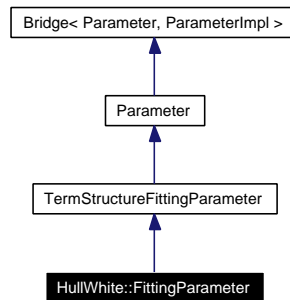 Bridge< Parameter, ParameterImpl >
Parameter
TermStructureFittingParameter
HullWhite::FittingParameter